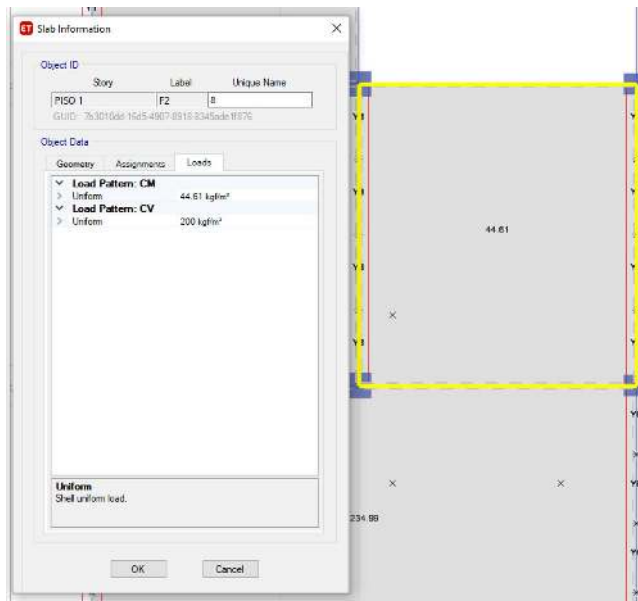 Slab Information
Object ID
Story Label Unique Name
PISO 1 F2 8
Object Data
Geometry Assignments Loads
Load Pattern: CM
Uniform 44.61 kgf/m²
Load Pattern: CV
Uniform 200 kgf/m²
Uniform
Shell uniform load.
OK Cancel
44.61
234.99